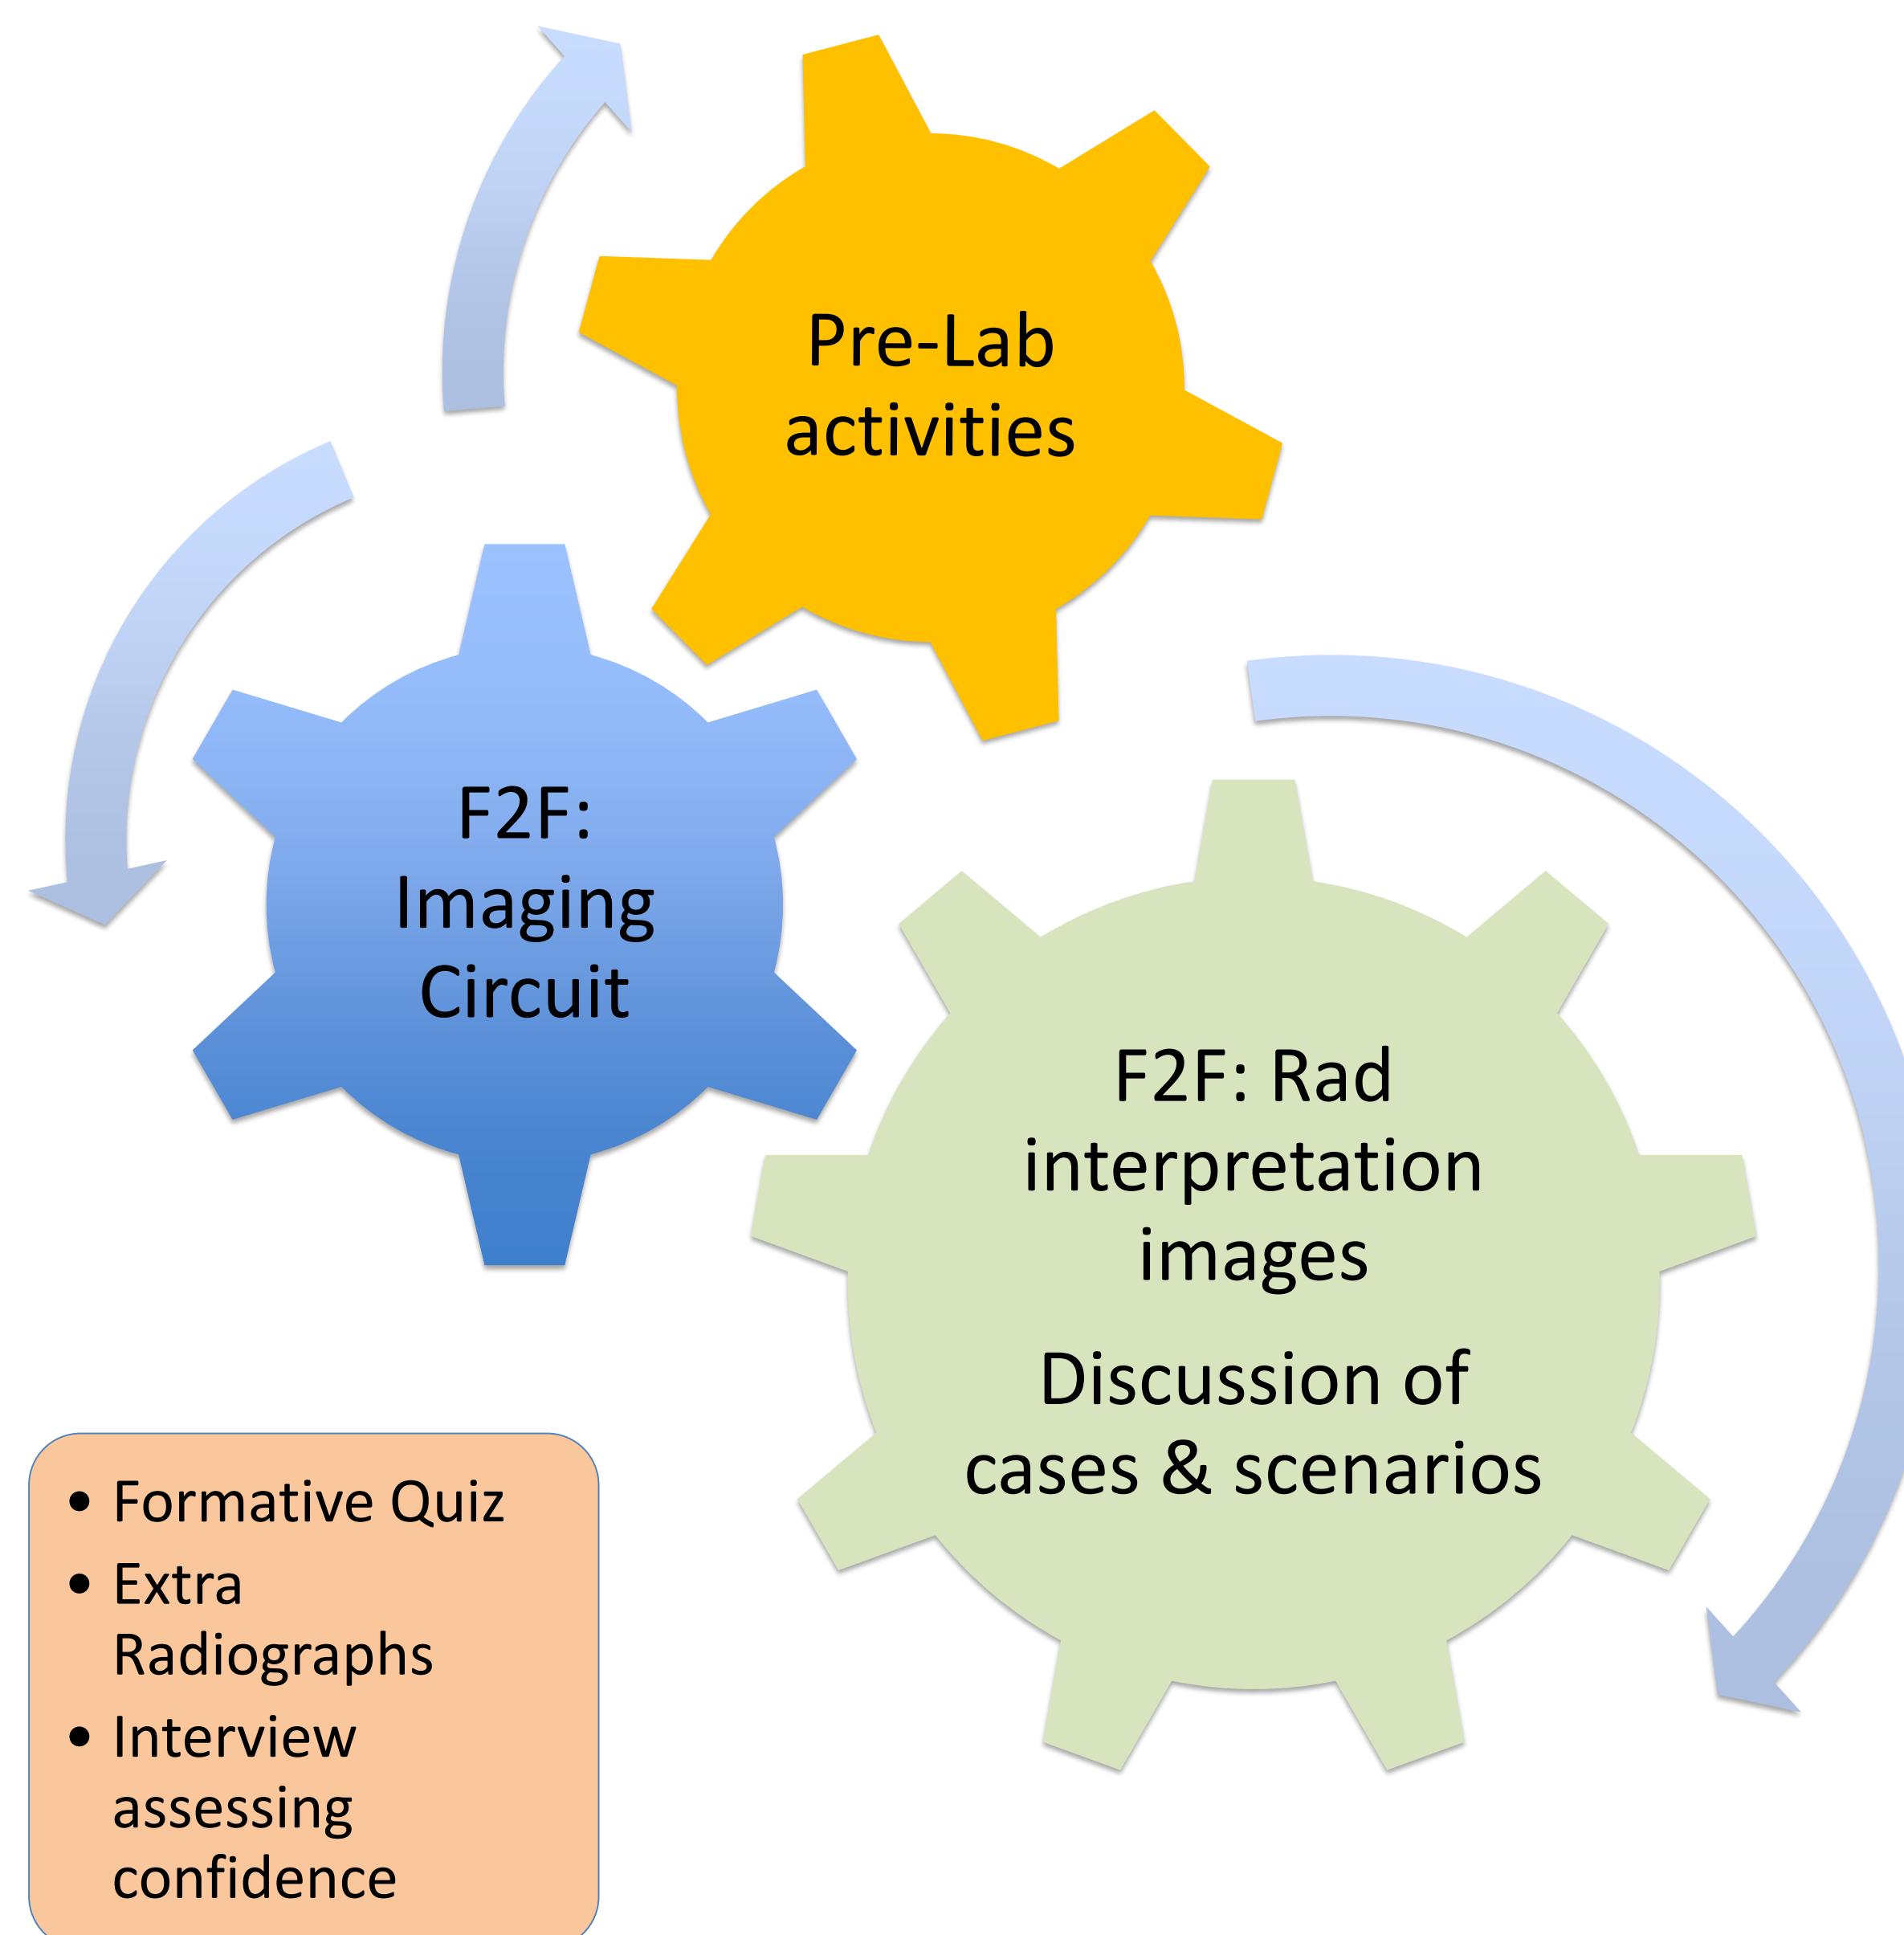 Pre-Lab
activities
F2F:
Imaging
Circuit
F2F: Rad
interpretation
images
Discussion of
cases & scenarios
• Formative Quiz
• Extra
Radiographs
• Interview
assessing
confidence